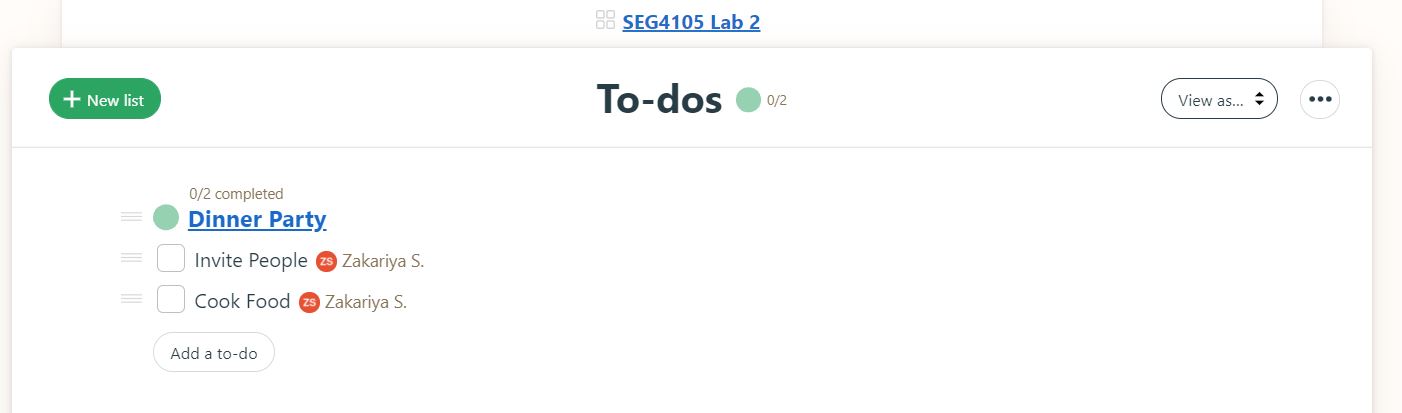 SEG4105 Lab 2
New list
To-dos 0/2
View as...
0/2 completed
Dinner Party
Invite People ZS Zakariya S.
Cook Food ZS Zakariya S.
Add a to-do